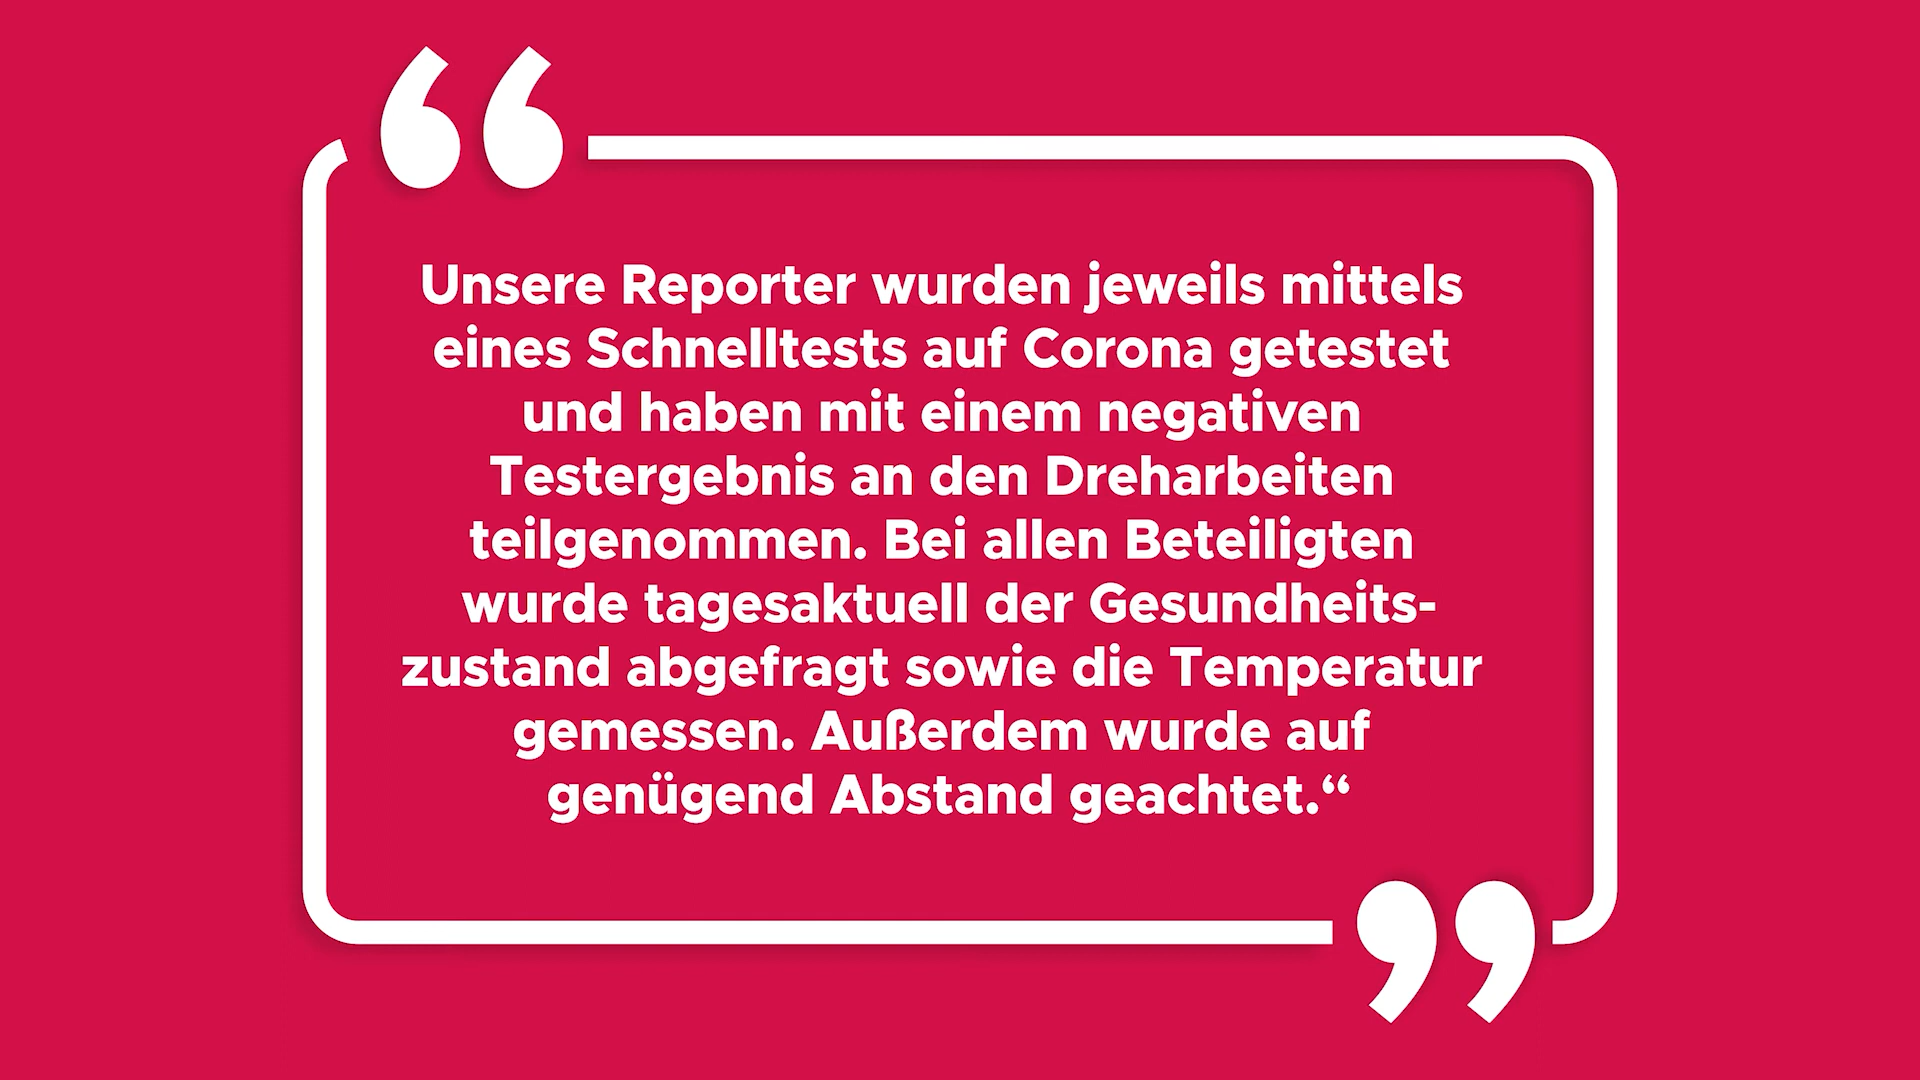 Unsere Reporter wurden jeweils mittels
eines Schnelltests auf Corona getestet
und haben mit einem negativen
Testergebnis an den Dreharbeiten
teilgenommen. Bei allen Beteiligten
wurde tagesaktuell der Gesundheits-
zustand abgefragt sowie die Temperatur
gemessen. Außerdem wurde auf
genügend Abstand geachtet.“